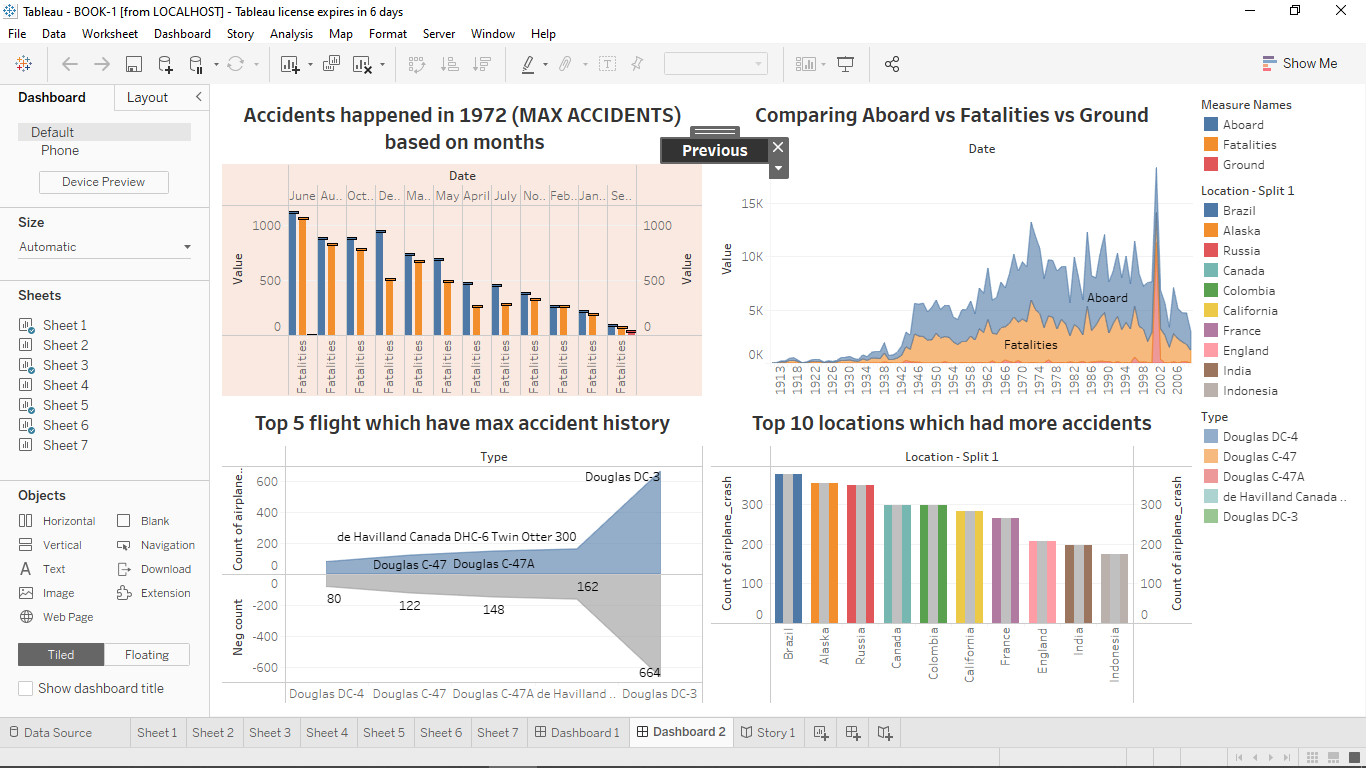 Tableau - BOOK-1 [from LOCALHOST] - Tableau license expires in 6 days
File Data Worksheet Dashboard Story Analysis Map Format Server Window Help
Show Me
Dashboard Layout
Default
Phone
Device Preview
Size
Automatic
Sheets
Sheet 1
Sheet 2
Sheet 3
Sheet 4
Sheet 5
Sheet 6
Sheet 7
Objects
Horizontal Blank
Vertical Navigation
Text Download
Image Extension
Web Page
Tiled Floating
Show dashboard title
Accidents happened in 1972 (MAX ACCIDENTS)
based on months
Previous
Date
June Au.. Oct.. De.. Ma.. May April July No.. Feb.. Jan.. Se..
Value
1000
500
0
1000
500
0
Value
Fatalities Fatalities Fatalities Fatalities Fatalities Fatalities Fatalities Fatalities Fatalities Fatalities Fatalities Fatalities
Comparing Aboard vs Fatalities vs Ground
Date
Value
15K
10K
5K
0K
Aboard
Fatalities
1913 1918 1922 1926 1930 1934 1938 1942 1946 1950 1954 1958 1962 1966 1970 1974 1978 1982 1986 1990 1994 1998 2002 2006
Top 5 flight which have max accident history
Type
Count of airplane..
600
400
200
0
Douglas DC-3
de Havilland Canada DHC-6 Twin Otter 300
Douglas C-47 Douglas C-47A
Neg count
0
-200
-400
-600
80
122
148
162
664
Douglas DC-4 Douglas C-47 Douglas C-47A de Havilland .. Douglas DC-3
Top 10 locations which had more accidents
Location - Split 1
Count of airplane_crash
300
200
100
0
300
200
100
0
Count of airplane_crash
Brazil Alaska Russia Canada Colombia California France England India Indonesia
Measure Names
Aboard
Fatalities
Ground
Location - Split 1
Brazil
Alaska
Russia
Canada
Colombia
California
France
England
India
Indonesia
Type
Douglas DC-4
Douglas C-47
Douglas C-47A
de Havilland Canada ..
Douglas DC-3
Data Source Sheet 1 Sheet 2 Sheet 3 Sheet 4 Sheet 5 Sheet 6 Sheet 7 Dashboard 1 Dashboard 2 Story 1